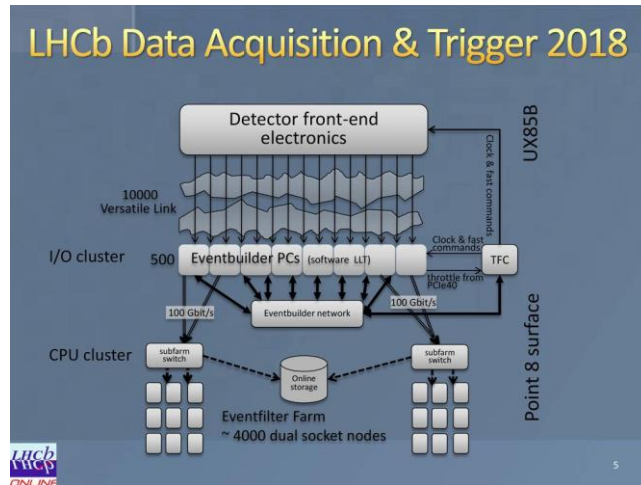 LHCb Data Acquisition & Trigger 2018
Detector front-end
electronics
UX85B
Clock & fast commands
10000
Versatile Link
I/O cluster
500
Eventbuilder PCs (software LLT)
Clock & fast
commands
TFC
throttle from
PCIe40
100 Gbit/s
Eventbuilder network
100 Gbit/s
Point 8 surface
CPU cluster
subfarm
switch
Online
storage
subfarm
switch
Eventfilter Farm
~ 4000 dual socket nodes
LHCb
ONLINE
5